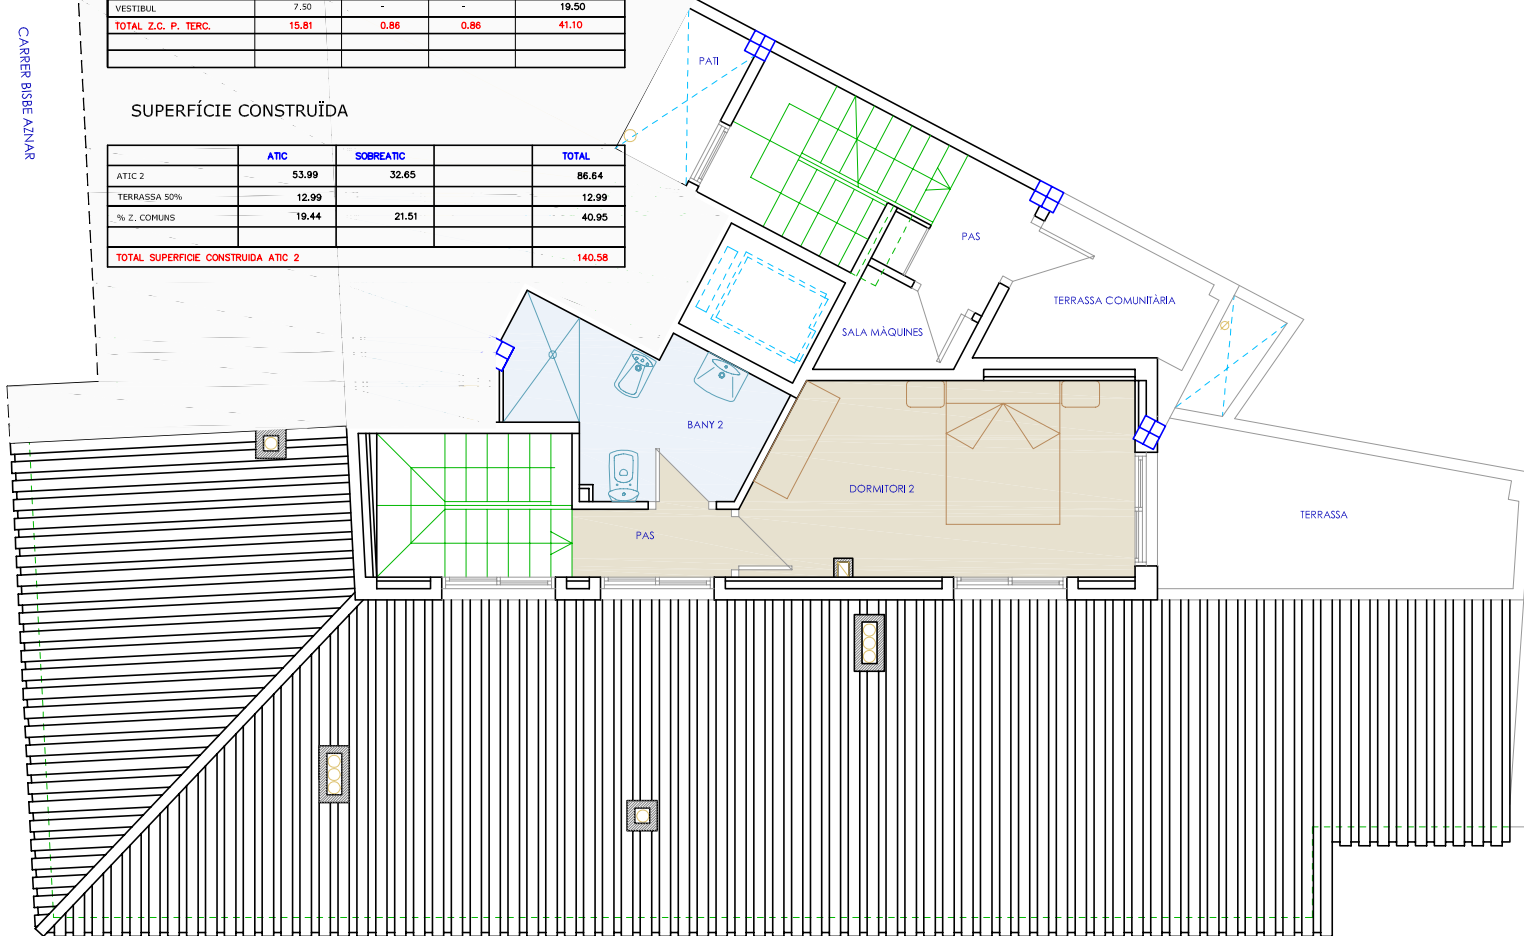 VESTIBUL 7.50 - - 19.50
TOTAL Z.C. P. TERC. 15.81 0.86 0.86 41.10
SUPERFÍCIE CONSTRUÏDA
ATIC SOBREATIC TOTAL
ATIC 2 53.99 32.65 86.64
TERRASSA 50% 12.99 12.99
% Z. COMUNS 19.44 21.51 40.95
TOTAL SUPERFICIE CONSTRUIDA ATIC 2 140.58
CARRER BISBE AZNAR
PATI
PAS
TERRASSA COMUNITÀRIA
SALA MÀQUINES
BANY 2
DORMITORI 2
TERRASSA
PAS